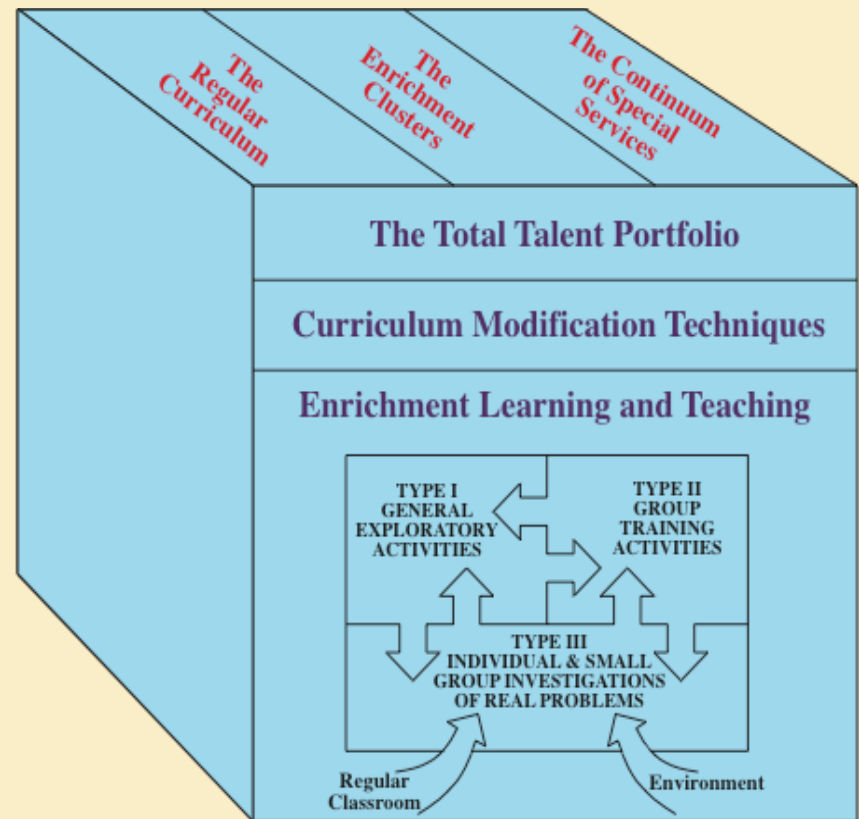 The
Regular
Curriculum
The
Enrichment
Clusters
The Continuum
of Special
Services
The Total Talent Portfolio
Curriculum Modification Techniques
Enrichment Learning and Teaching
TYPE I
GENERAL
EXPLORATORY
ACTIVITIES
TYPE II
GROUP
TRAINING
ACTIVITIES
TYPE III
INDIVIDUAL & SMALL
GROUP INVESTIGATIONS
OF REAL PROBLEMS
Regular
Classroom
Environment